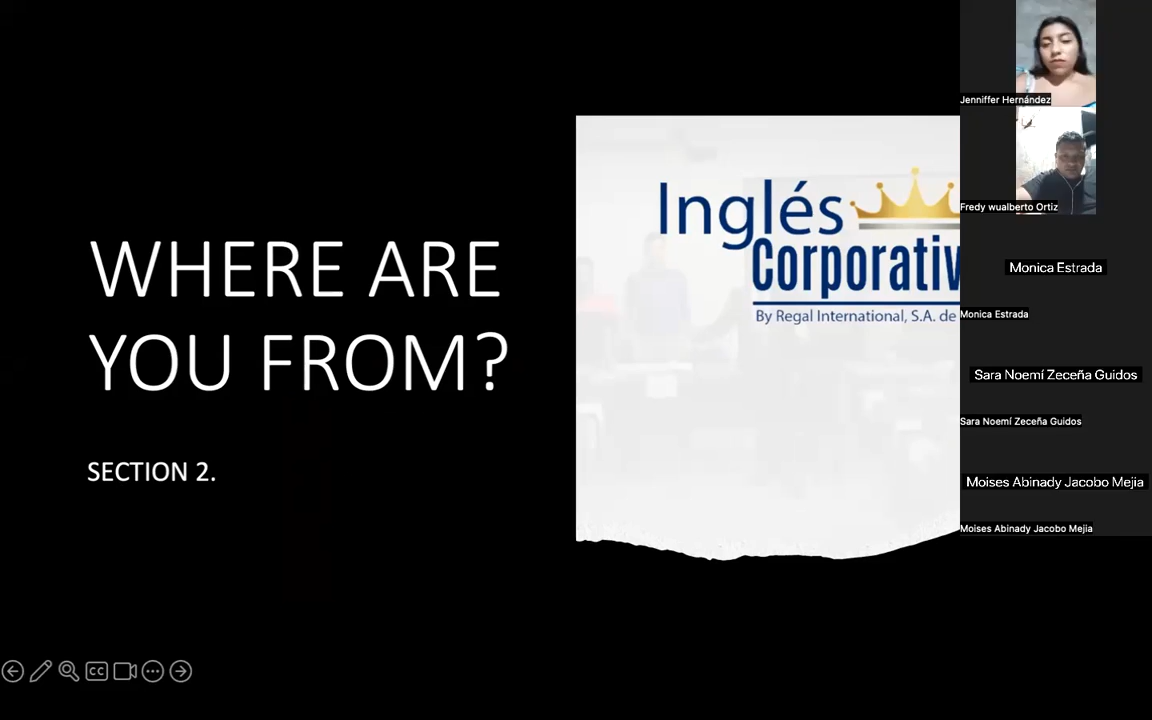 WHERE ARE
YOU FROM?
SECTION 2.
Inglés
Corporativ
By Regal International, S.A. de
CC
Jenniffer Hernández
Fredy wualberto Ortiz
Monica Estrada
Monica Estrada
Sara Noemí Zeceña Guidos
Sara Noemí Zeceña Guidos
Moises Abinady Jacobo Mejia
Moises Abinady Jacobo Mejia